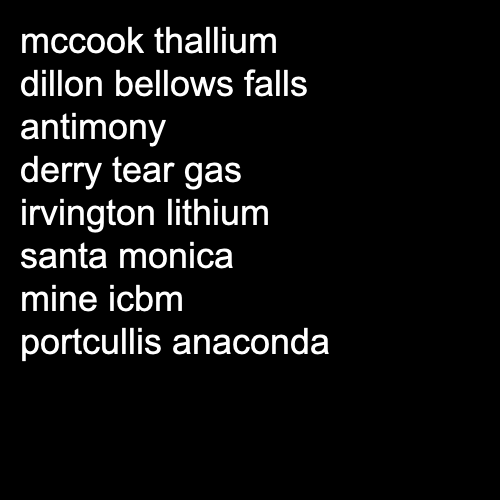 mccook thallium
dillon bellows falls
antimony
derry tear gas
irvington lithium
santa monica
mine icbm
portcullis anaconda